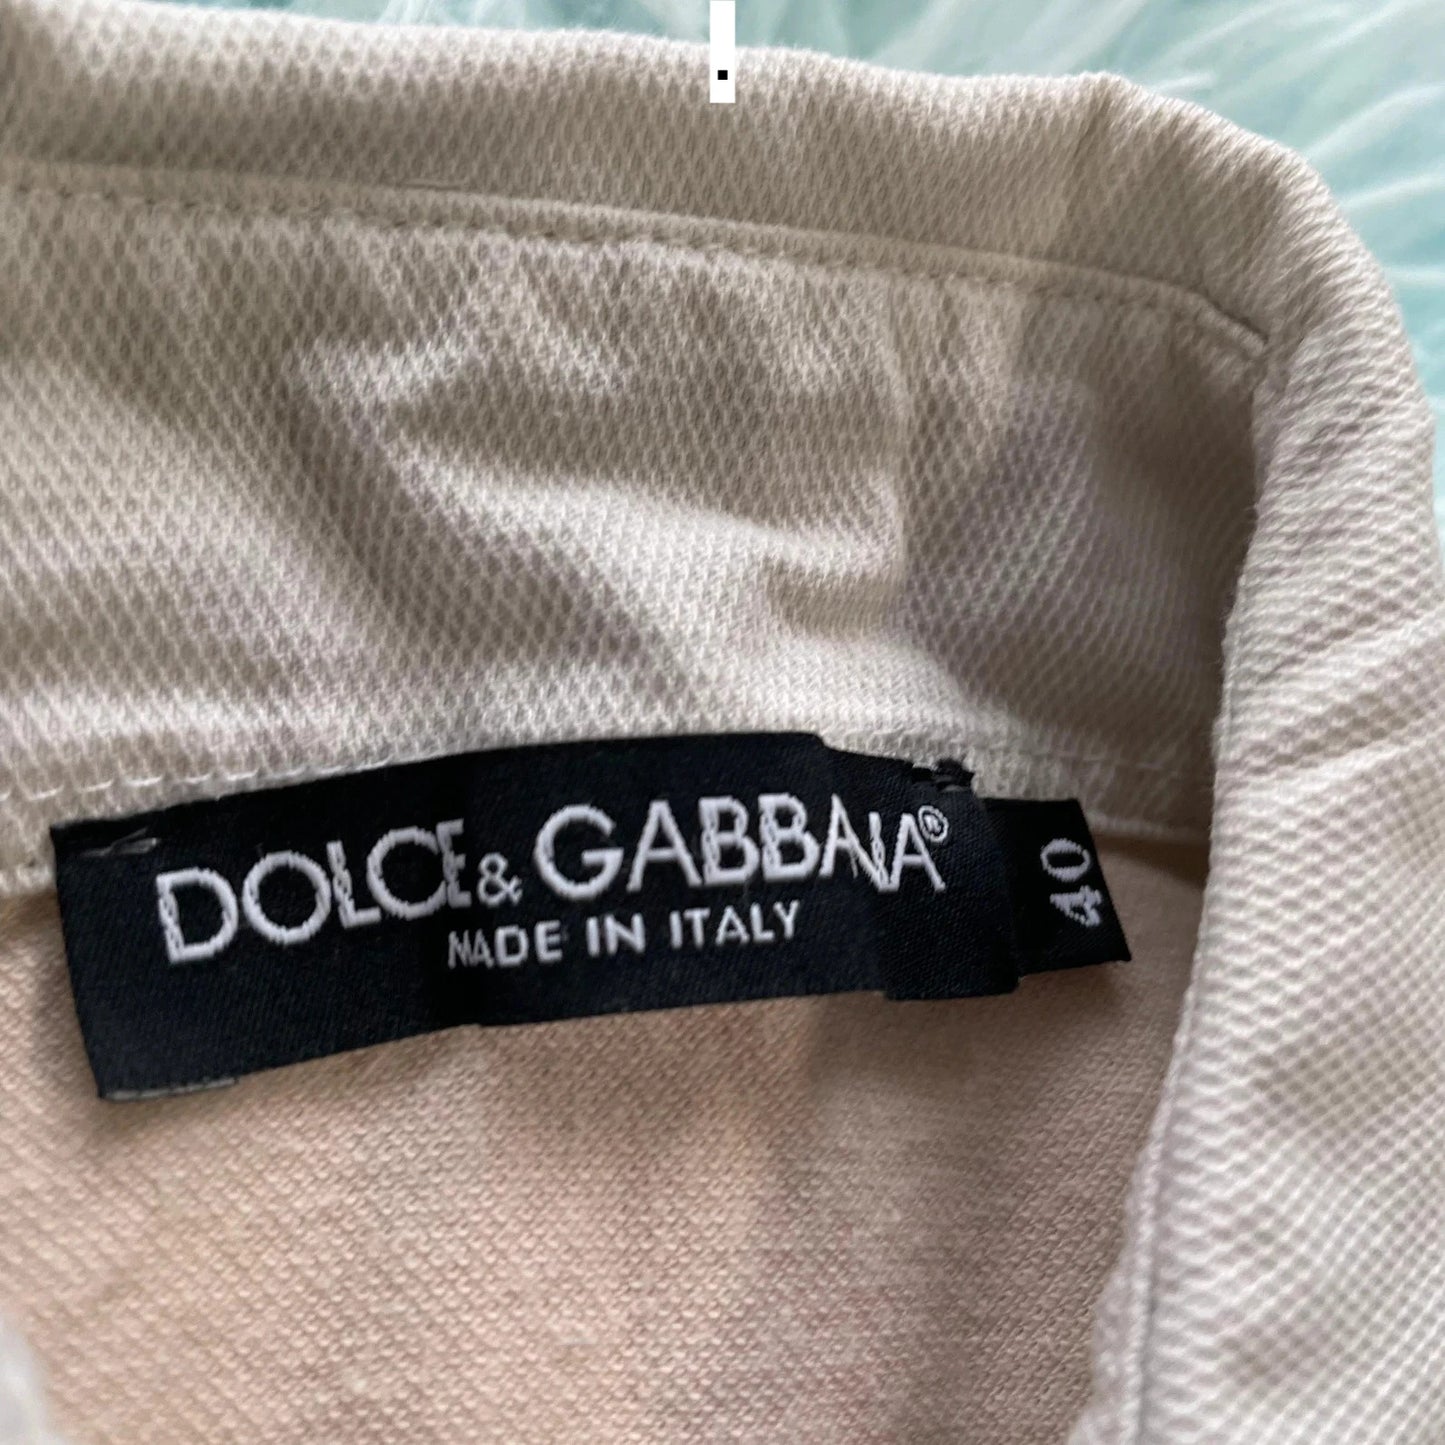 .
DOLCE & GABBANA®
MADE IN ITALY
40